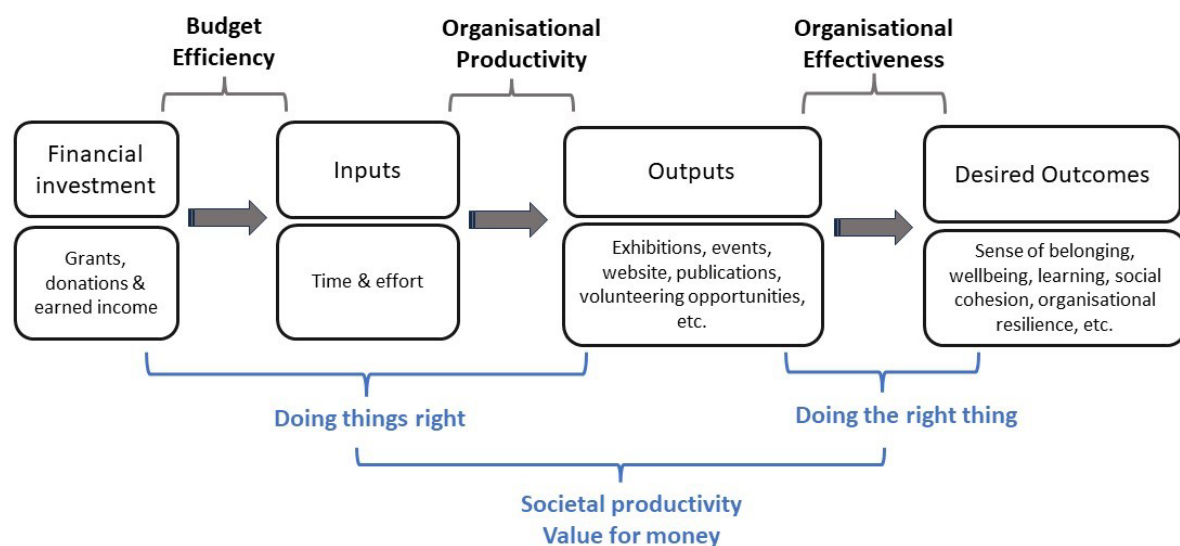 Budget
Efficiency
Organisational
Productivity
Organisational
Effectiveness
Financial
investment
Inputs
Outputs
Desired Outcomes
Grants,
donations &
earned income
Time & effort
Exhibitions, events,
website, publications,
volunteering opportunities,
etc.
Sense of belonging,
wellbeing, learning, social
cohesion, organisational
resilience, etc.
Doing things right
Doing the right thing
Societal productivity
Value for money